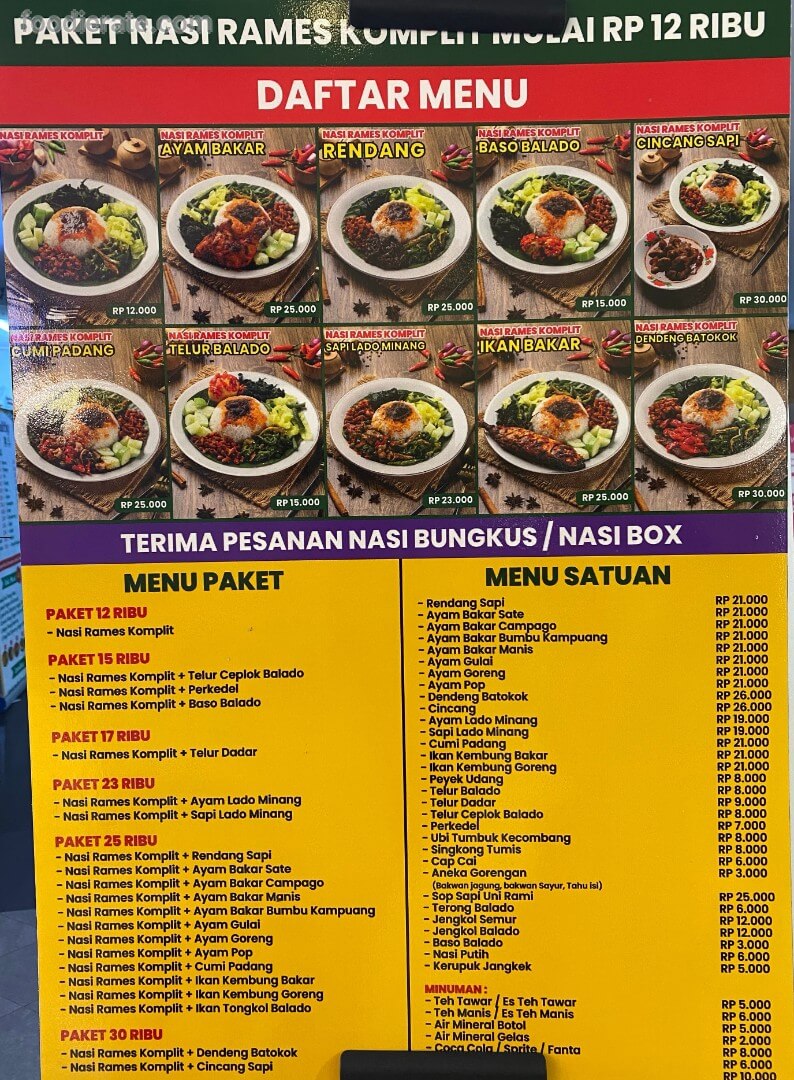 foodierate.com
PAKET NASI RAMES KOMPLIT MULAI RP 12 RIBU
DAFTAR MENU
NASI RAMES KOMPLIT
RP 12.000
NASI RAMES KOMPLIT
AYAM BAKAR
RP 25.000
NASI RAMES KOMPLIT
RENDANG
RP 25.000
NASI RAMES KOMPLIT
BASO BALADO
RP 15.000
NASI RAMES KOMPLIT
CINCANG SAPI
RP 30.000
NASI RAMES KOMPLIT
CUMI PADANG
RP 25.000
NASI RAMES KOMPLIT
TELUR BALADO
RP 15.000
NASI RAMES KOMPLIT
SAPI LADO MINANG
RP 23.000
NASI RAMES KOMPLIT
IKAN BAKAR
RP 25.000
NASI RAMES KOMPLIT
DENDENG BATOKOK
RP 30.000
TERIMA PESANAN NASI BUNGKUS / NASI BOX
MENU PAKET
PAKET 12 RIBU
- Nasi Rames Komplit
PAKET 15 RIBU
- Nasi Rames Komplit + Telur Ceplok Balado
- Nasi Rames Komplit + Perkedel
- Nasi Rames Komplit + Baso Balado
PAKET 17 RIBU
- Nasi Rames Komplit + Telur Dadar
PAKET 23 RIBU
- Nasi Rames Komplit + Ayam Lado Minang
- Nasi Rames Komplit + Sapi Lado Minang
PAKET 25 RIBU
- Nasi Rames Komplit + Rendang Sapi
- Nasi Rames Komplit + Ayam Bakar Sate
- Nasi Rames Komplit + Ayam Bakar Campago
- Nasi Rames Komplit + Ayam Bakar Manis
- Nasi Rames Komplit + Ayam Bakar Bumbu Kampuang
- Nasi Rames Komplit + Ayam Gulai
- Nasi Rames Komplit + Ayam Goreng
- Nasi Rames Komplit + Ayam Pop
- Nasi Rames Komplit + Cumi Padang
- Nasi Rames Komplit + Ikan Kembung Bakar
- Nasi Rames Komplit + Ikan Kembung Goreng
- Nasi Rames Komplit + Ikan Tongkol Balado
PAKET 30 RIBU
- Nasi Rames Komplit + Dendeng Batokok
- Nasi Rames Komplit + Cincang Sapi
MENU SATUAN
- Rendang Sapi RP 21.000
- Ayam Bakar Sate RP 21.000
- Ayam Bakar Campago RP 21.000
- Ayam Bakar Bumbu Kampuang RP 21.000
- Ayam Bakar Manis RP 21.000
- Ayam Gulai RP 21.000
- Ayam Goreng RP 21.000
- Ayam Pop RP 21.000
- Dendeng Batokok RP 26.000
- Cincang RP 26.000
- Ayam Lado Minang RP 19.000
- Sapi Lado Minang RP 19.000
- Cumi Padang RP 21.000
- Ikan Kembung Bakar RP 21.000
- Ikan Kembung Goreng RP 21.000
- Peyek Udang RP 8.000
- Telur Balado RP 8.000
- Telur Dadar RP 9.000
- Telur Ceplok Balado RP 8.000
- Perkedel RP 7.000
- Ubi Tumbuk Kecombang RP 8.000
- Singkong Tumis RP 8.000
- Cap Cai RP 6.000
- Aneka Gorengan RP 3.000
(Bakwan jagung, bakwan Sayur, Tahu isi)
- Sop Sapi Uni Rami RP 25.000
- Terong Balado RP 6.000
- Jengkol Semur RP 12.000
- Jengkol Balado RP 12.000
- Baso Balado RP 3.000
- Nasi Putih RP 6.000
- Kerupuk Jangkek RP 5.000
MINUMAN :
- Teh Tawar / Es Teh Tawar RP 5.000
- Teh Manis / Es Teh Manis RP 6.000
- Air Mineral Botol RP 5.000
- Air Mineral Gelas RP 2.000
- Coca Cola / Sprite / Fanta RP 8.000
RP 6.000
RP 10.000